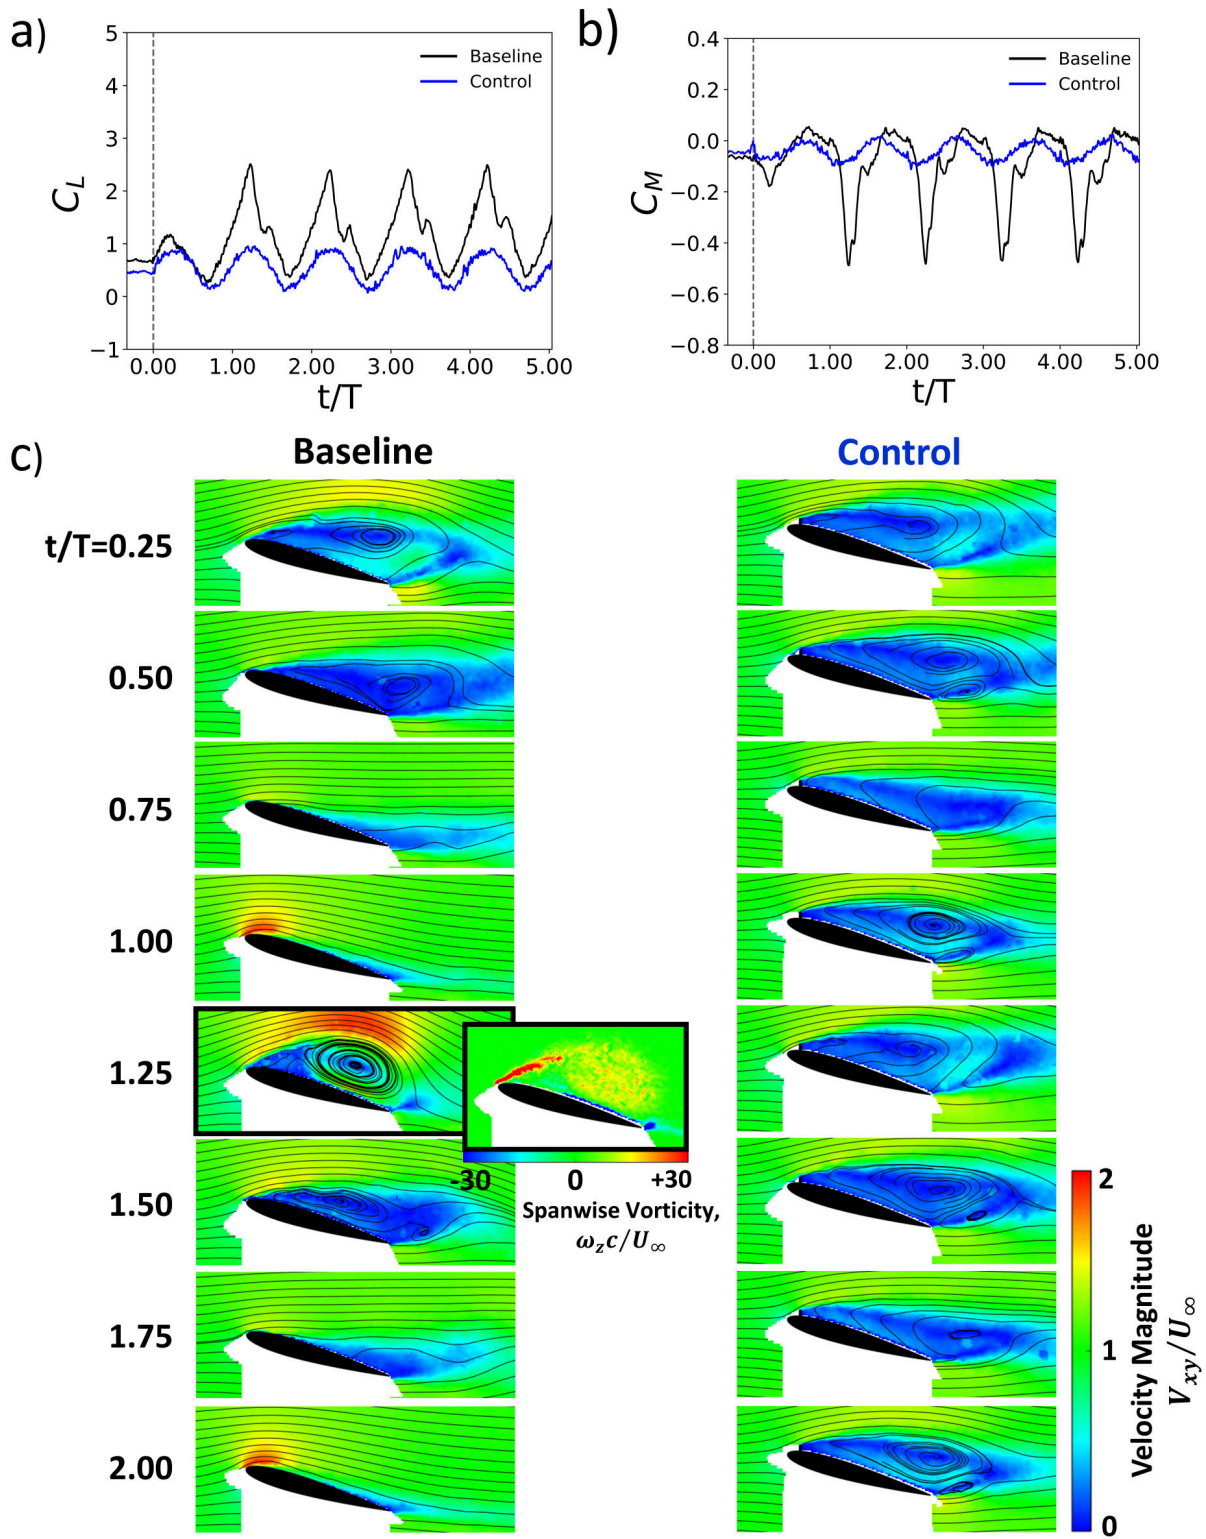 a)
5
4
3
2
1
0
−1
C_L
Baseline
Control
0.00 1.00 2.00 3.00 4.00 5.00
t/T
b)
0.4
0.2
0.0
−0.2
−0.4
−0.6
−0.8
C_M
Baseline
Control
0.00 1.00 2.00 3.00 4.00 5.00
t/T
c)
Baseline
Control
t/T=0.25
0.50
0.75
1.00
1.25
1.50
1.75
2.00
-30 0 +30
Spanwise Vorticity,
ω_z c/U_∞
2
1
0
Velocity Magnitude
V_xy/U_∞